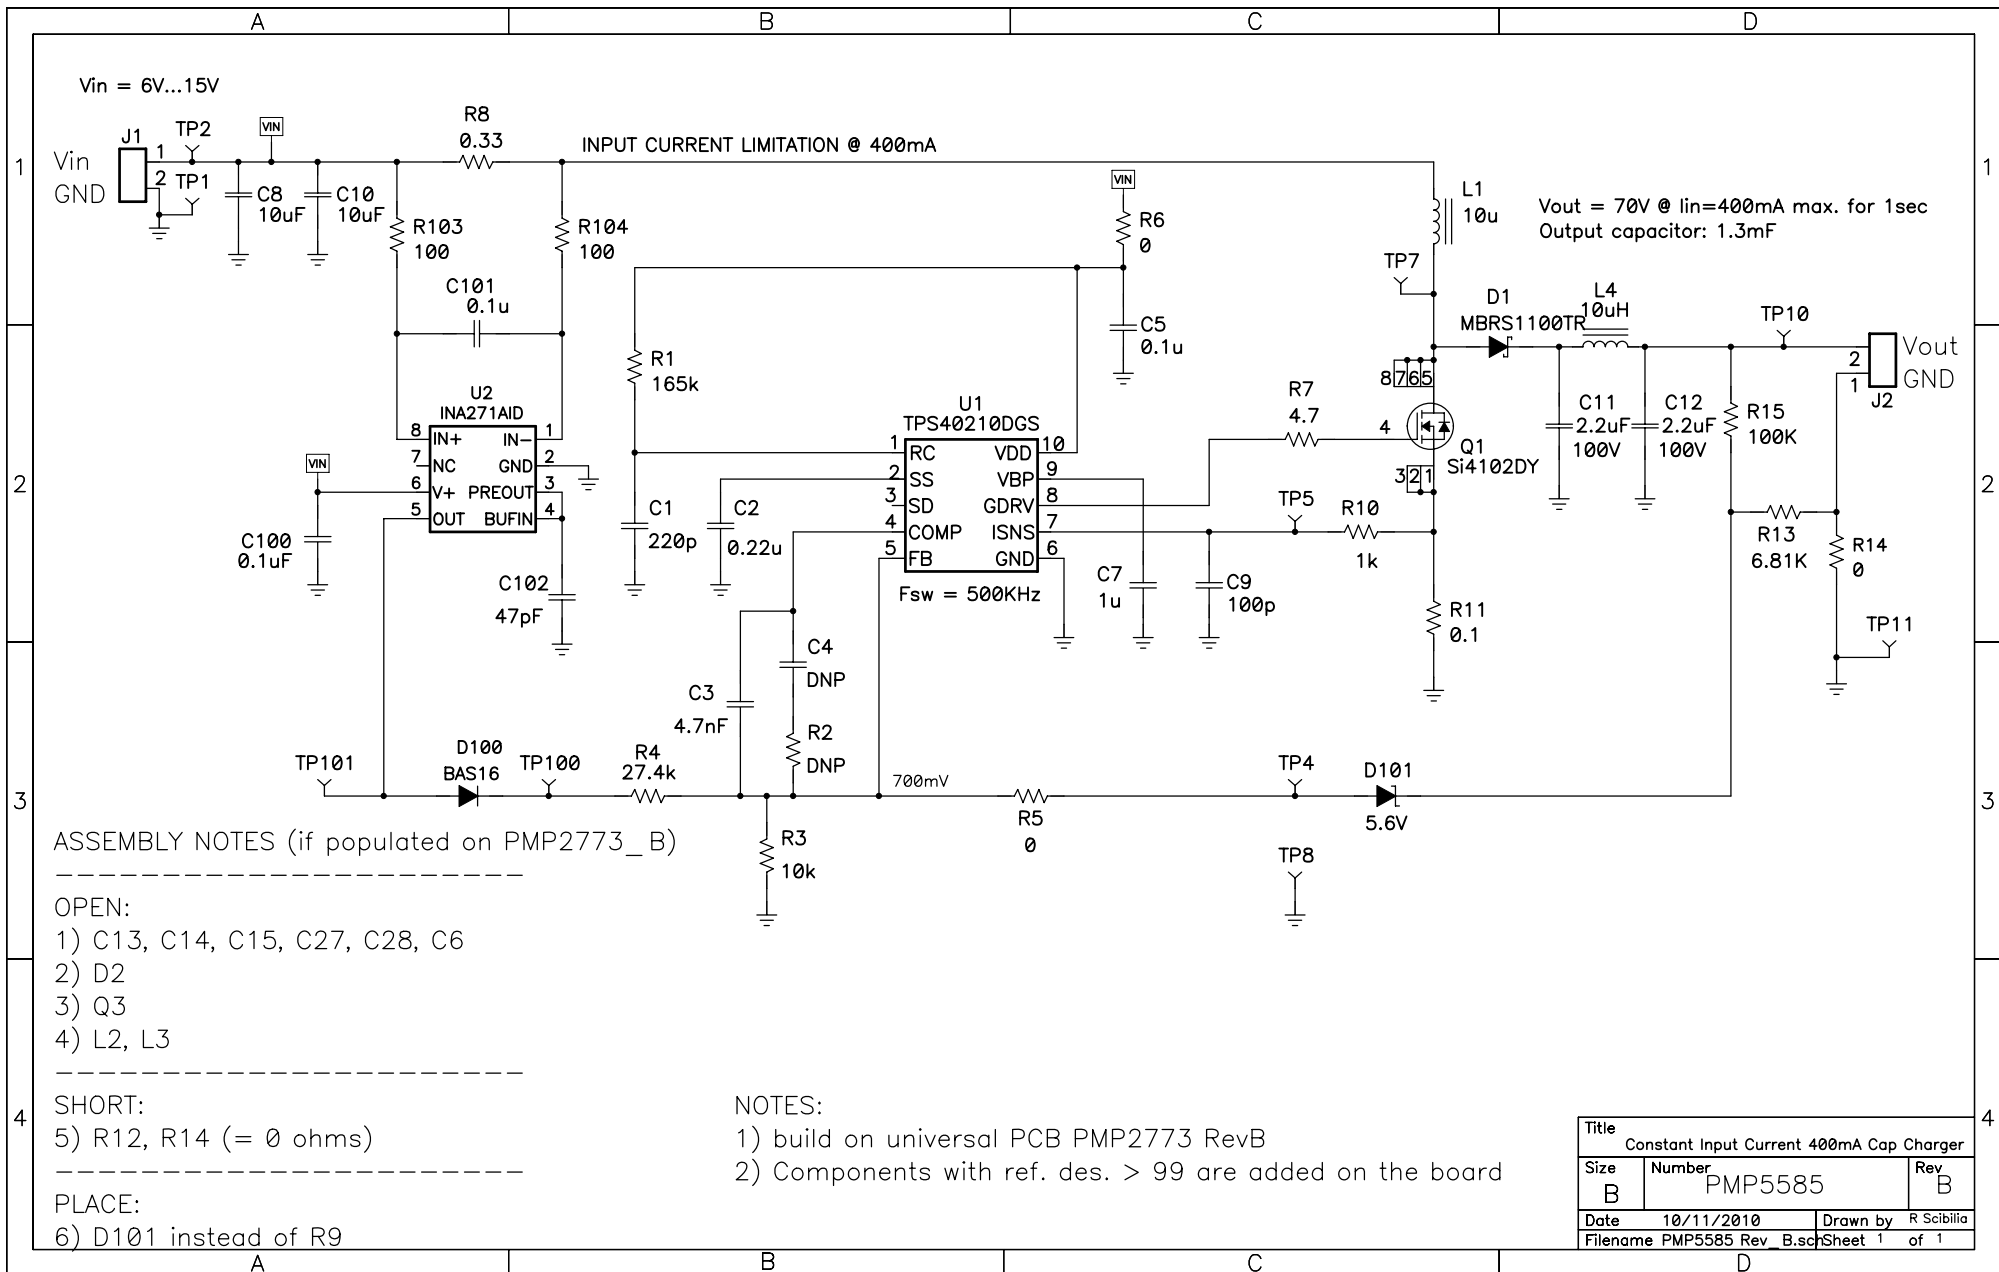 A B C D
Vin = 6V...15V
J1
Vin
GND
1
2
TP2
TP1
VIN
C8
10uF
C10
10uF
R8
0.33
INPUT CURRENT LIMITATION @ 400mA
R103
100
R104
100
C101
0.1u
VIN
R6
0
C5
0.1u
L1
10u
TP7
Vout = 70V @ Iin=400mA max. for 1sec
Output capacitor: 1.3mF
D1
MBRS1100TR
L4
10uH
TP10
2
1
Vout
GND
J2
R1
165k
U2
INA271AID
8 IN+ IN- 1
7 NC GND 2
6 V+ PREOUT 3
5 OUT BUFIN 4
VIN
C100
0.1uF
C102
47pF
C1
220p
C2
0.22u
U1
TPS40210DGS
1 RC VDD 10
2 SS VBP 9
3 SD GDRV 8
4 COMP ISNS 7
5 FB GND 6
Fsw = 500KHz
R7
4.7
8765
4
321
Q1
Si4102DY
C11
2.2uF
100V
C12
2.2uF
100V
R15
100K
TP5
R10
1k
C7
1u
C9
100p
R11
0.1
R13
6.81K
R14
0
TP11
C4
DNP
C3
4.7nF
R2
DNP
TP101
D100
BAS16
TP100
R4
27.4k
700mV
R5
0
TP4
D101
5.6V
R3
10k
TP8
1 1
2 2
3 3
4 4
ASSEMBLY NOTES (if populated on PMP2773_B)
OPEN:
1) C13, C14, C15, C27, C28, C6
2) D2
3) Q3
4) L2, L3
SHORT:
5) R12, R14 (= 0 ohms)
PLACE:
6) D101 instead of R9
NOTES:
1) build on universal PCB PMP2773 RevB
2) Components with ref. des. > 99 are added on the board
Title
Constant Input Current 400mA Cap Charger
Size B
Number PMP5585
Rev B
Date 10/11/2010
Drawn by R Scibilia
Filename PMP5585 Rev_B.sch
Sheet 1 of 1
A B C D